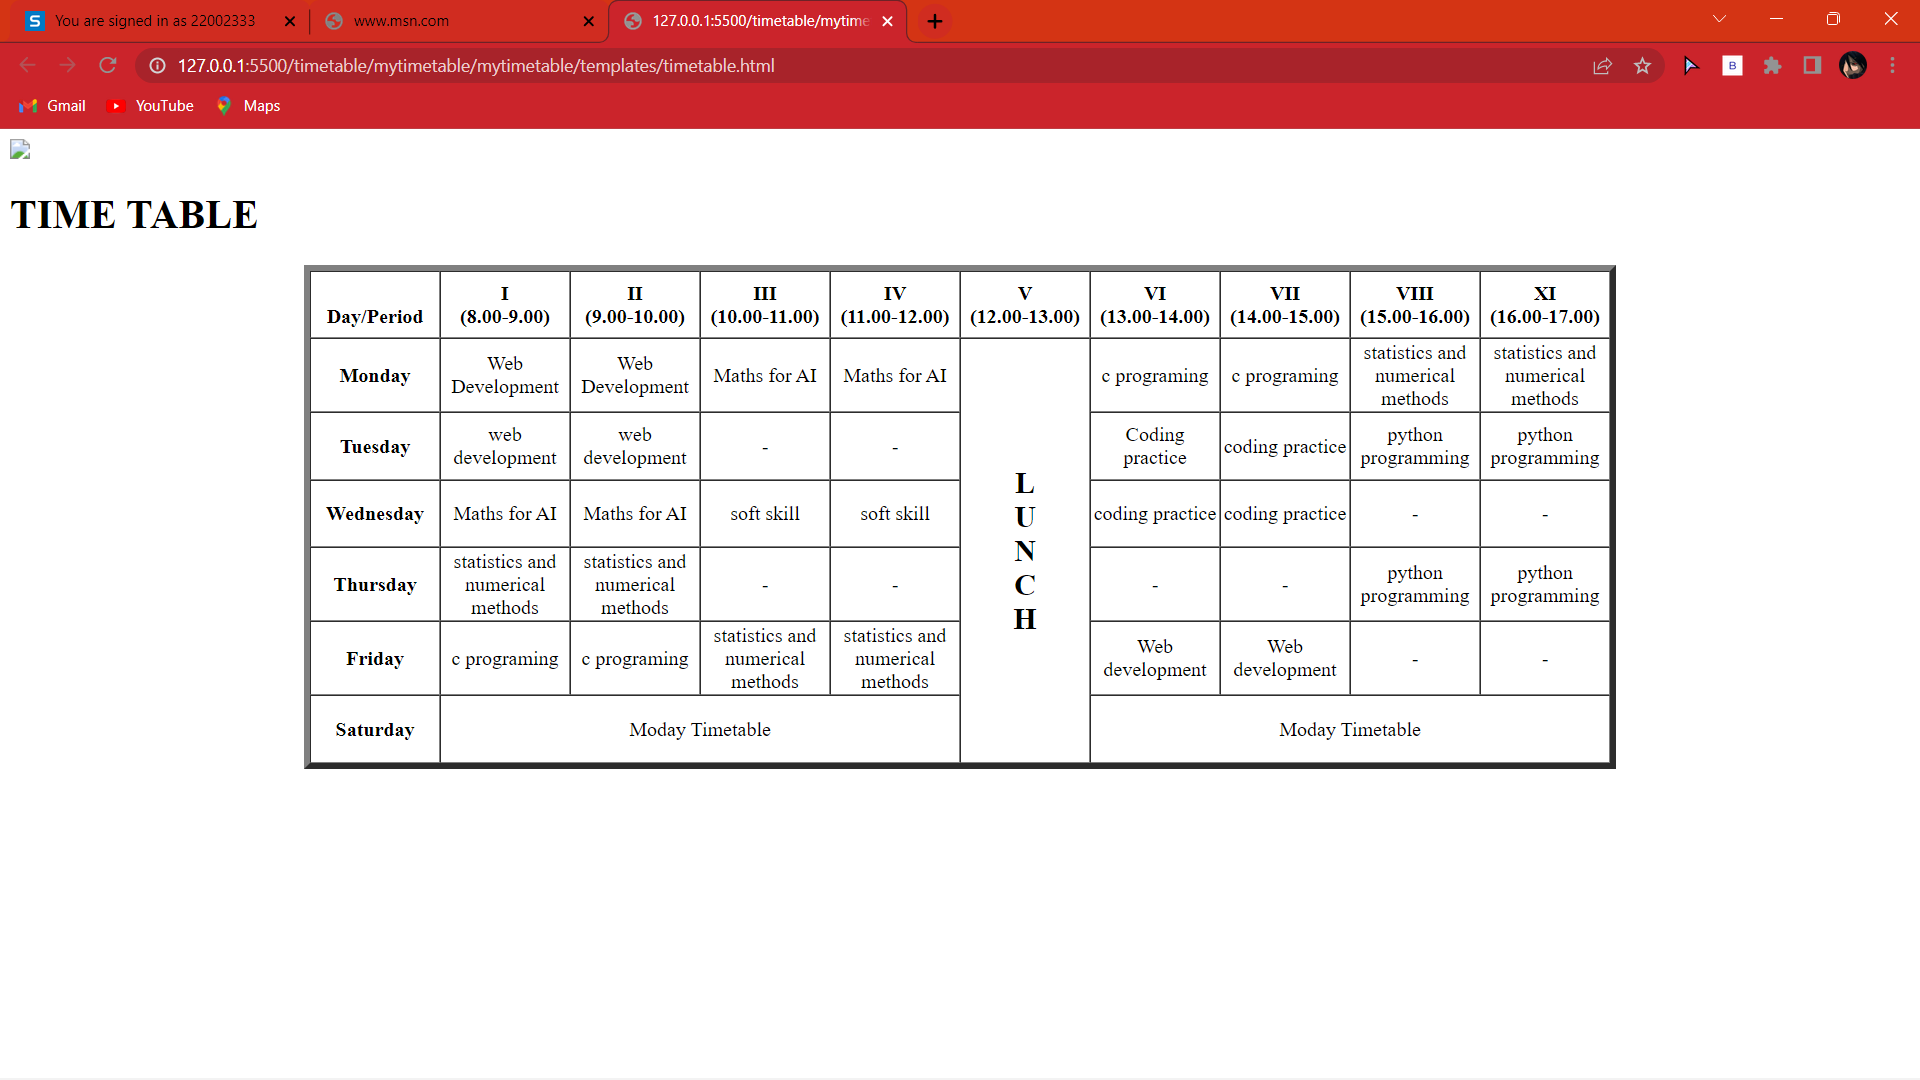 You are signed in as 22002333
www.msn.com
127.0.0.1:5500/timetable/mytime
127.0.0.1:5500/timetable/mytimetable/mytimetable/templates/timetable.html
B
Gmail
YouTube
Maps
TIME TABLE
Day/Period
I
(8.00-9.00)
II
(9.00-10.00)
III
(10.00-11.00)
IV
(11.00-12.00)
V
(12.00-13.00)
VI
(13.00-14.00)
VII
(14.00-15.00)
VIII
(15.00-16.00)
XI
(16.00-17.00)
Monday
Web
Development
Web
Development
Maths for AI
Maths for AI
L
U
N
C
H
c programing
c programing
statistics and
numerical
methods
statistics and
numerical
methods
Tuesday
web
development
web
development
-
-
Coding
practice
coding practice
python
programming
python
programming
Wednesday
Maths for AI
Maths for AI
soft skill
soft skill
coding practice
coding practice
-
-
Thursday
statistics and
numerical
methods
statistics and
numerical
methods
-
-
-
-
python
programming
python
programming
Friday
c programing
c programing
statistics and
numerical
methods
statistics and
numerical
methods
Web
development
Web
development
-
-
Saturday
Moday Timetable
Moday Timetable